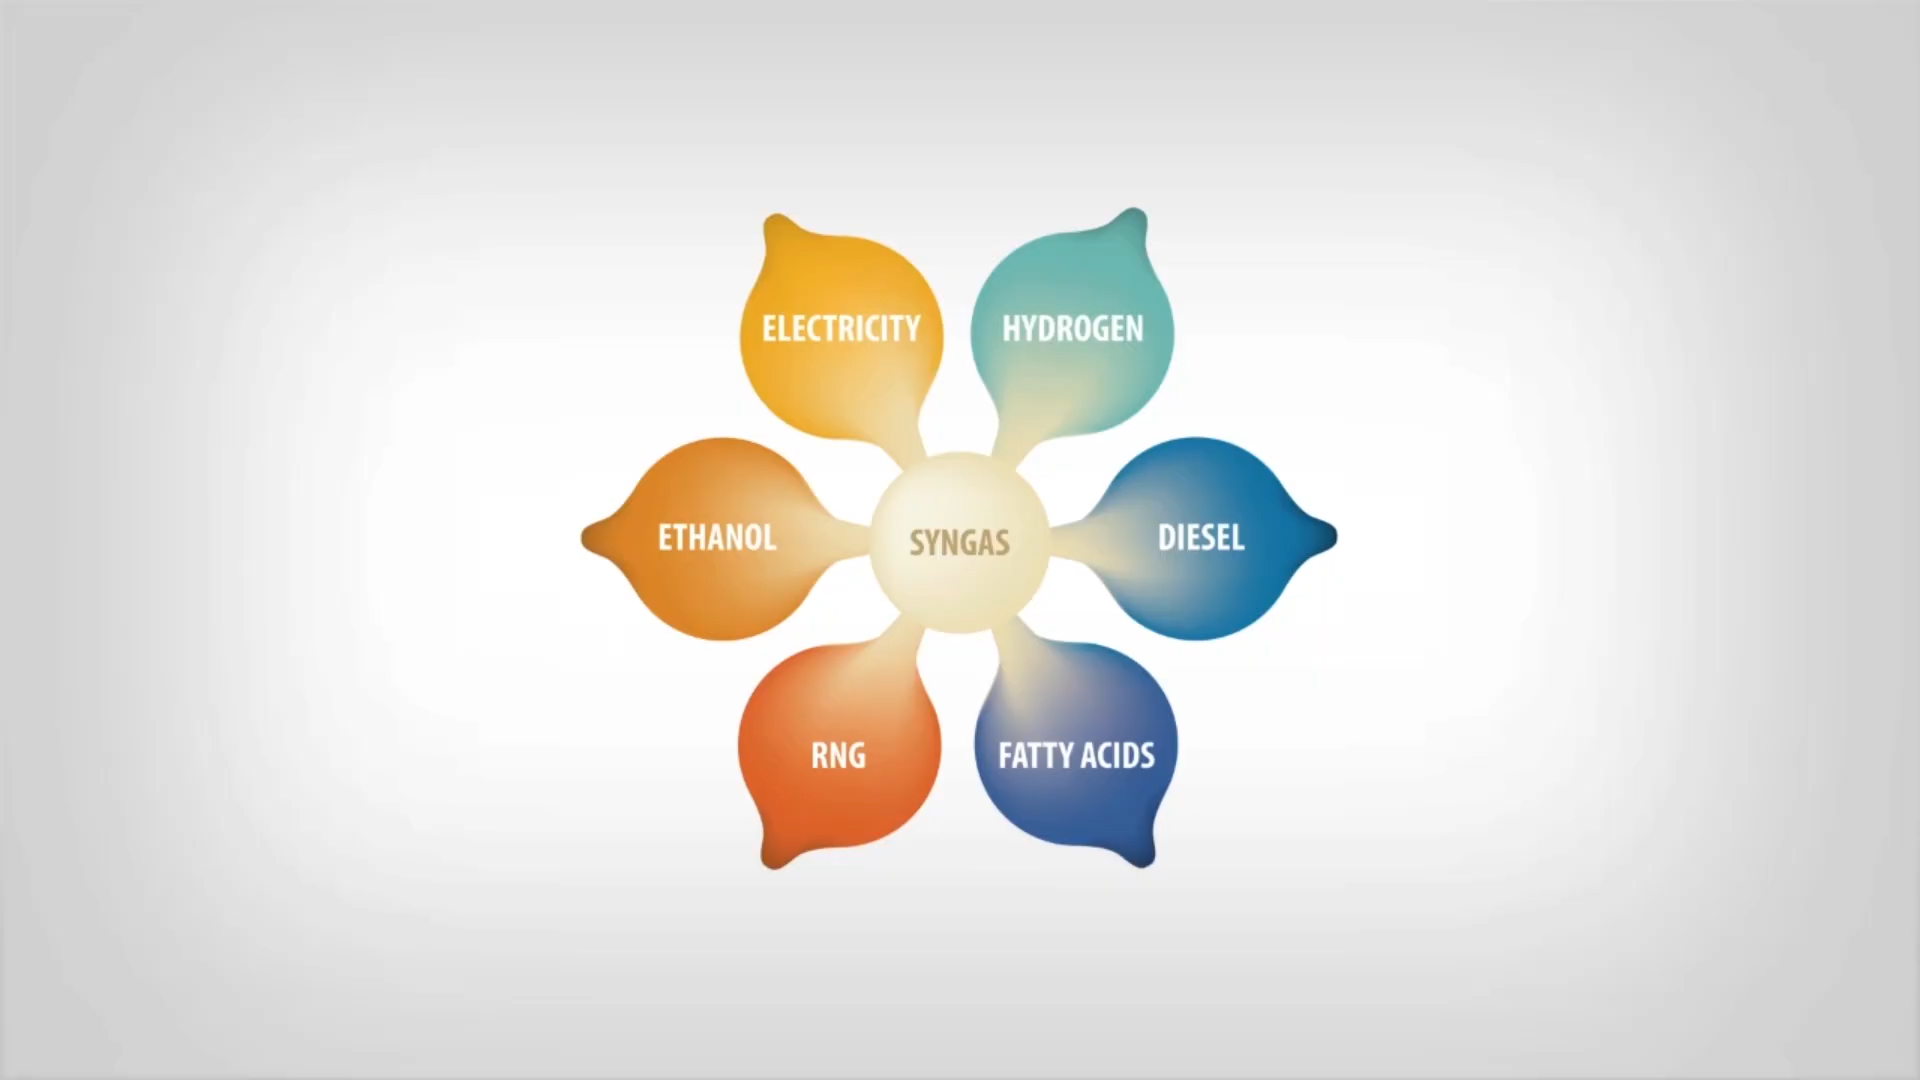 ELECTRICITY
HYDROGEN
ETHANOL
SYNGAS
DIESEL
RNG
FATTY ACIDS